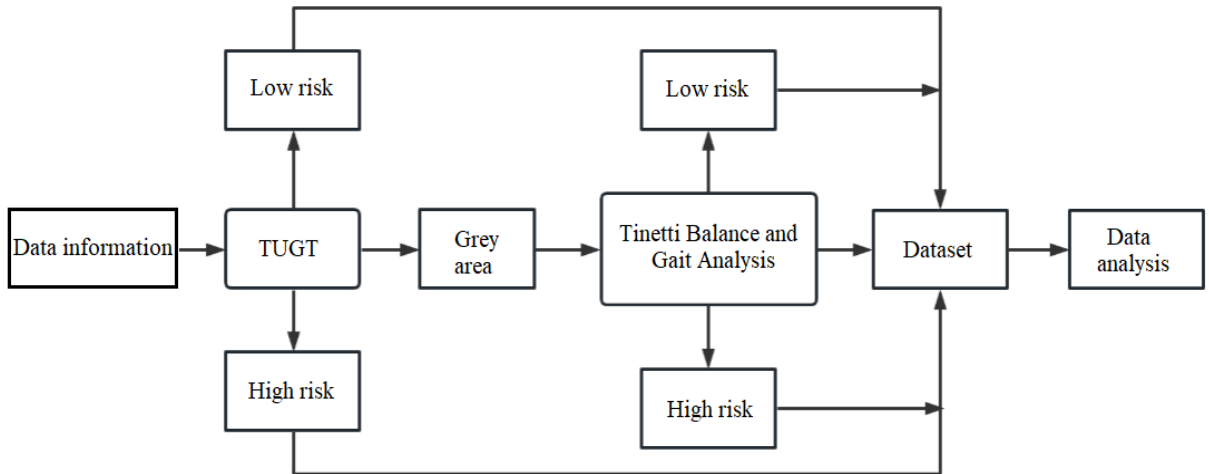 Low risk
Low risk
Data information
TUGT
Grey
area
Tinetti Balance and
Gait Analysis
Dataset
Data
analysis
High risk
High risk